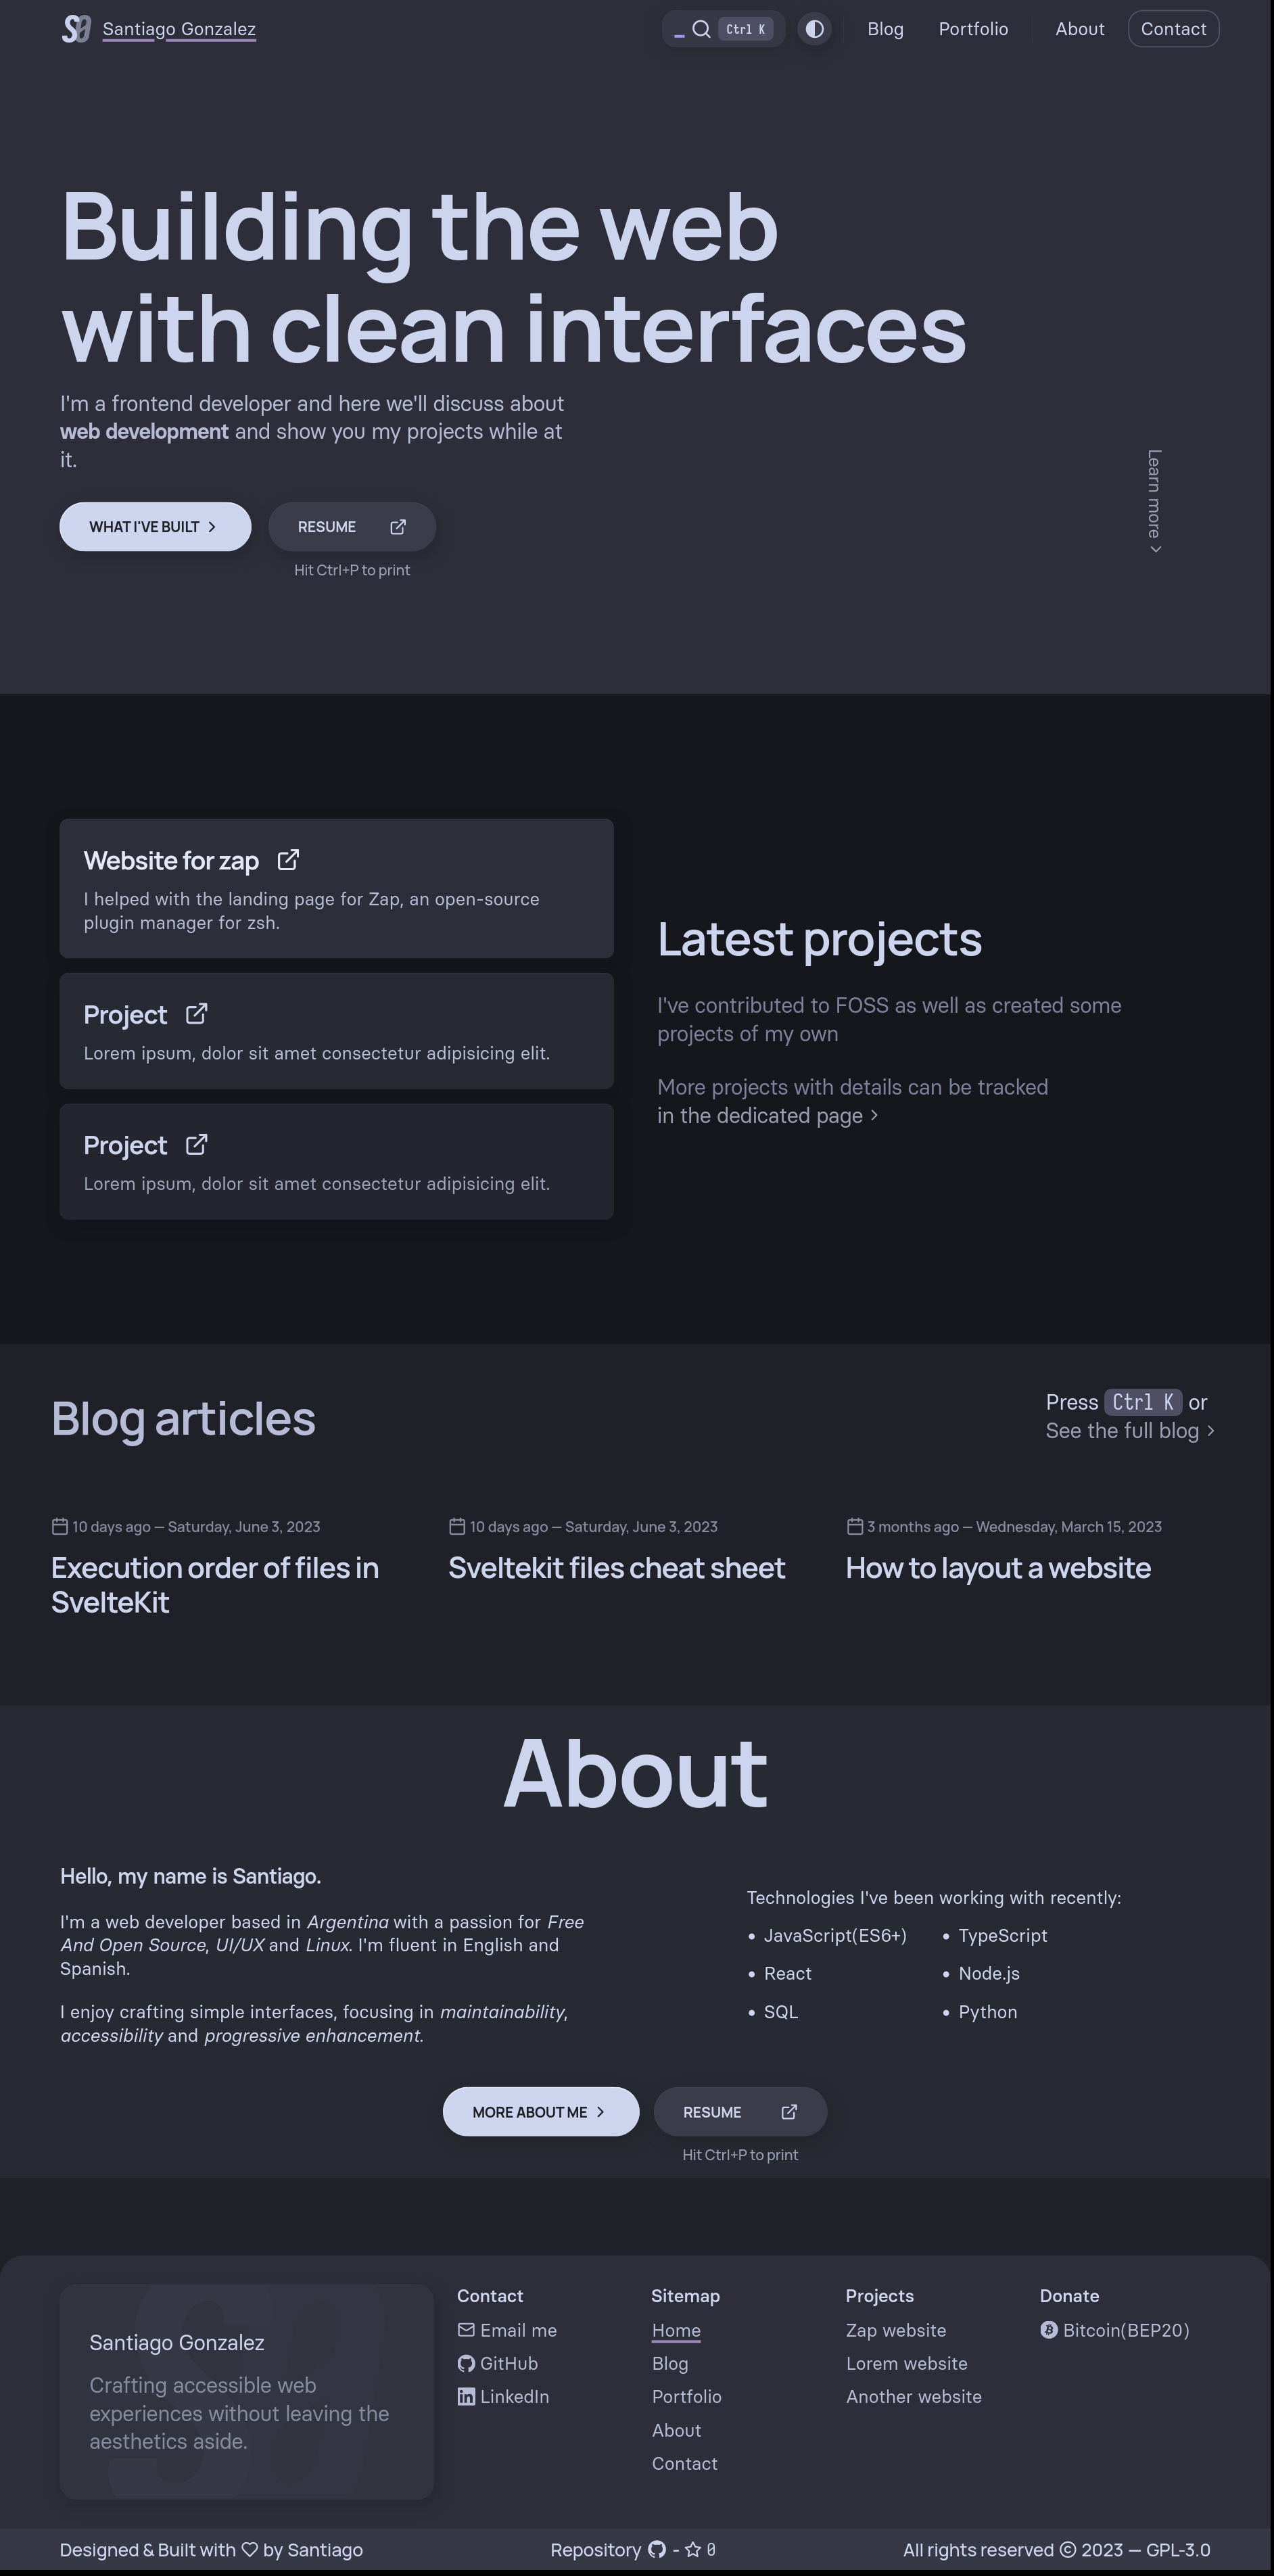 S0 Santiago Gonzalez
Ctrl K
Blog
Portfolio
About
Contact
Building the web
with clean interfaces
I'm a frontend developer and here we'll discuss about
web development and show you my projects while at
it.
Learn more
WHAT I'VE BUILT
RESUME
Hit Ctrl+P to print
Website for zap
I helped with the landing page for Zap, an open-source
plugin manager for zsh.
Project
Lorem ipsum, dolor sit amet consectetur adipisicing elit.
Project
Lorem ipsum, dolor sit amet consectetur adipisicing elit.
Latest projects
I've contributed to FOSS as well as created some
projects of my own
More projects with details can be tracked
in the dedicated page
Blog articles
Press Ctrl K or
See the full blog
10 days ago — Saturday, June 3, 2023
Execution order of files in
SvelteKit
10 days ago — Saturday, June 3, 2023
Sveltekit files cheat sheet
3 months ago — Wednesday, March 15, 2023
How to layout a website
About
Hello, my name is Santiago.
I'm a web developer based in Argentina with a passion for Free
And Open Source, UI/UX and Linux. I'm fluent in English and
Spanish.
I enjoy crafting simple interfaces, focusing in maintainability,
accessibility and progressive enhancement.
Technologies I've been working with recently:
• JavaScript(ES6+)
• TypeScript
• React
• Node.js
• SQL
• Python
MORE ABOUT ME
RESUME
Hit Ctrl+P to print
S0
Santiago Gonzalez
Crafting accessible web
experiences without leaving the
aesthetics aside.
Contact
Email me
GitHub
LinkedIn
Sitemap
Home
Blog
Portfolio
About
Contact
Projects
Zap website
Lorem website
Another website
Donate
Bitcoin(BEP20)
Designed & Built with ♡ by Santiago
Repository - ☆ 0
All rights reserved © 2023 — GPL-3.0